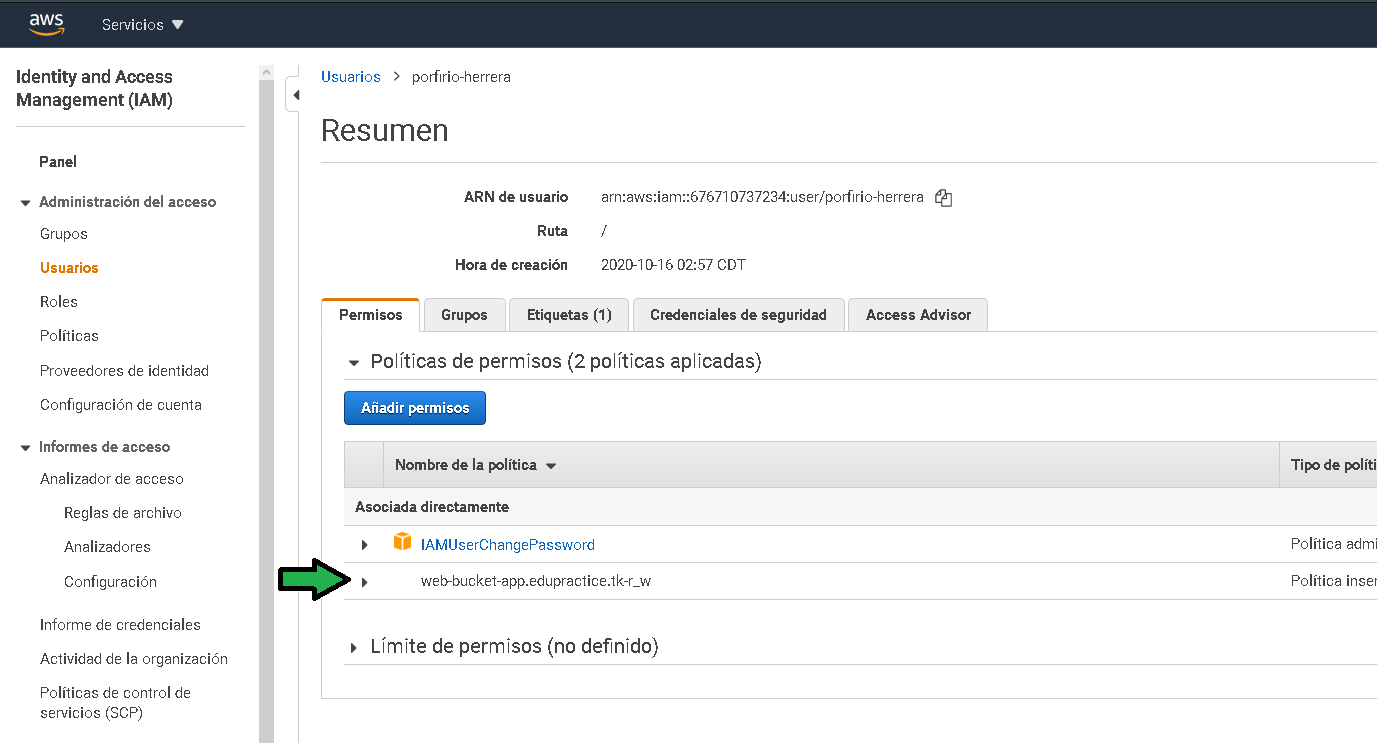 aws
Servicios
Identity and Access
Management (IAM)
Panel
Administración del acceso
Grupos
Usuarios
Roles
Políticas
Proveedores de identidad
Configuración de cuenta
Informes de acceso
Analizador de acceso
Reglas de archivo
Analizadores
Configuración
Informe de credenciales
Actividad de la organización
Políticas de control de
servicios (SCP)
Usuarios > porfirio-herrera
Resumen
ARN de usuario arn:aws:iam::676710737234:user/porfirio-herrera
Ruta /
Hora de creación 2020-10-16 02:57 CDT
Permisos Grupos Etiquetas (1) Credenciales de seguridad Access Advisor
Políticas de permisos (2 políticas aplicadas)
Añadir permisos
Nombre de la política Tipo de políti
Asociada directamente
IAMUserChangePassword Política admi
web-bucket-app.edupractice.tk-r_w Política inser
Límite de permisos (no definido)